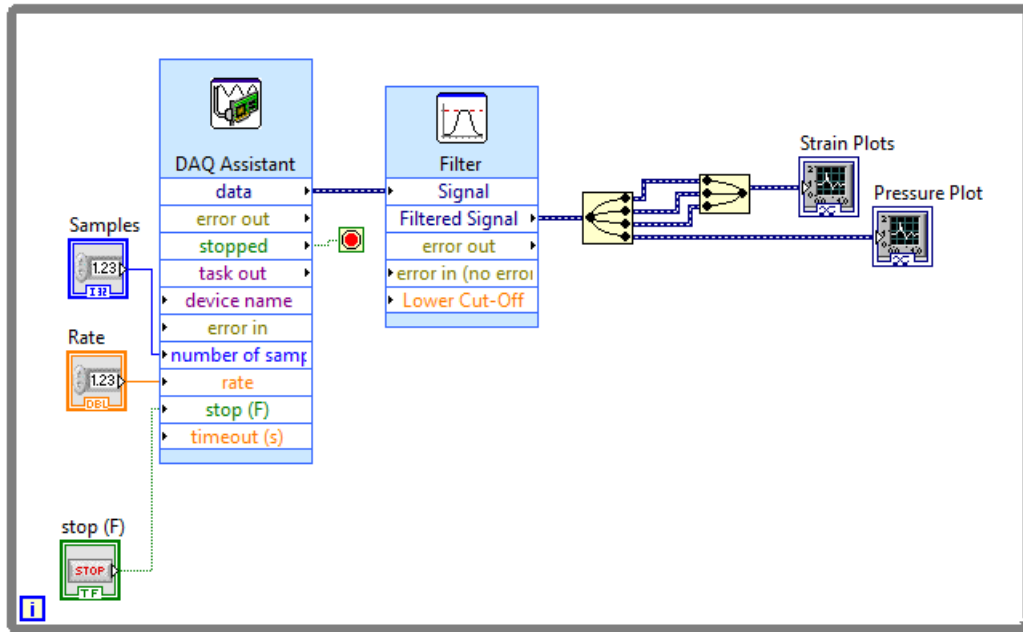 DAQ Assistant
data
error out
stopped
task out
device name
error in
number of samp
rate
stop (F)
timeout (s)
Filter
Signal
Filtered Signal
error out
error in (no erro
Lower Cut-Off
Samples
1.23
I32
Rate
1.23
DBL
stop (F)
STOP
TF
Strain Plots
Pressure Plot
i